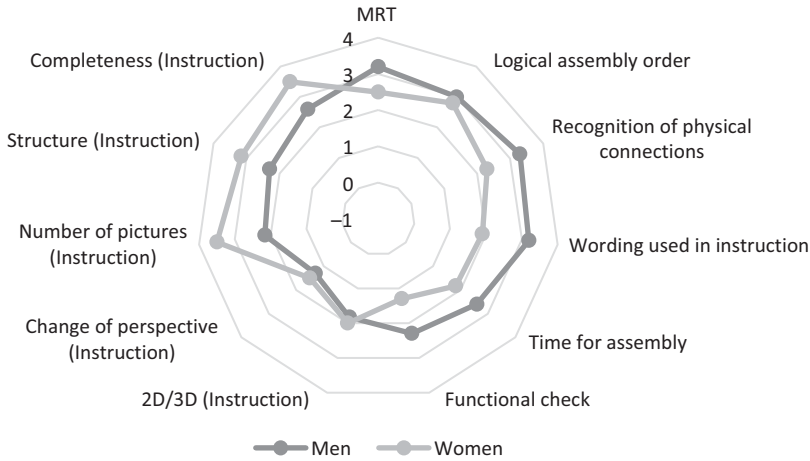 MRT
4
3
2
1
0
–1
Logical assembly order
Recognition of physical
connections
Wording used in instruction
Time for assembly
Functional check
2D/3D (Instruction)
Change of perspective
(Instruction)
Number of pictures
(Instruction)
Structure (Instruction)
Completeness (Instruction)
Men
Women